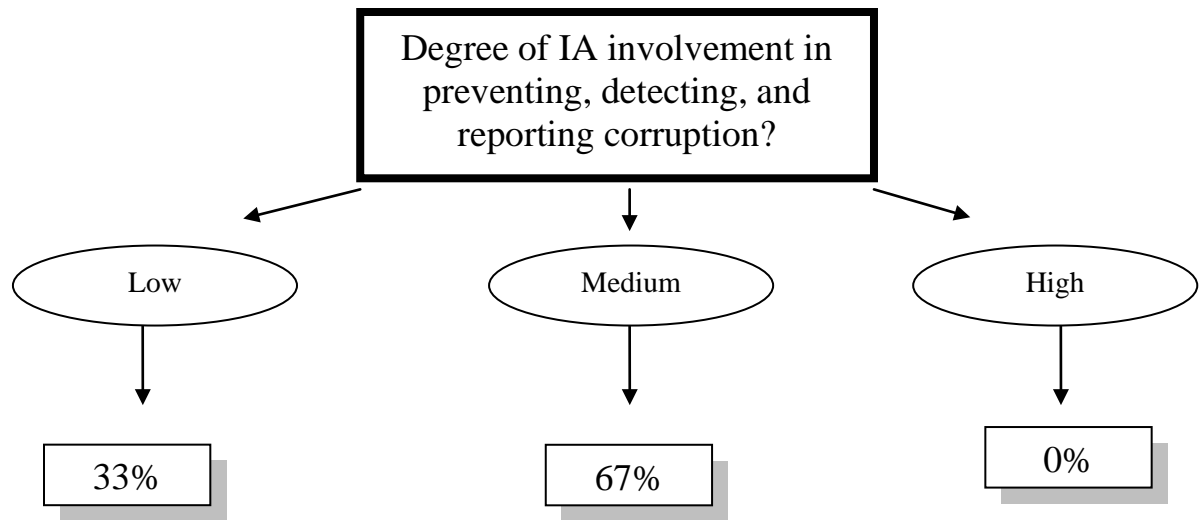 Degree of IA involvement in
preventing, detecting, and
reporting corruption?
Low
Medium
High
33%
67%
0%